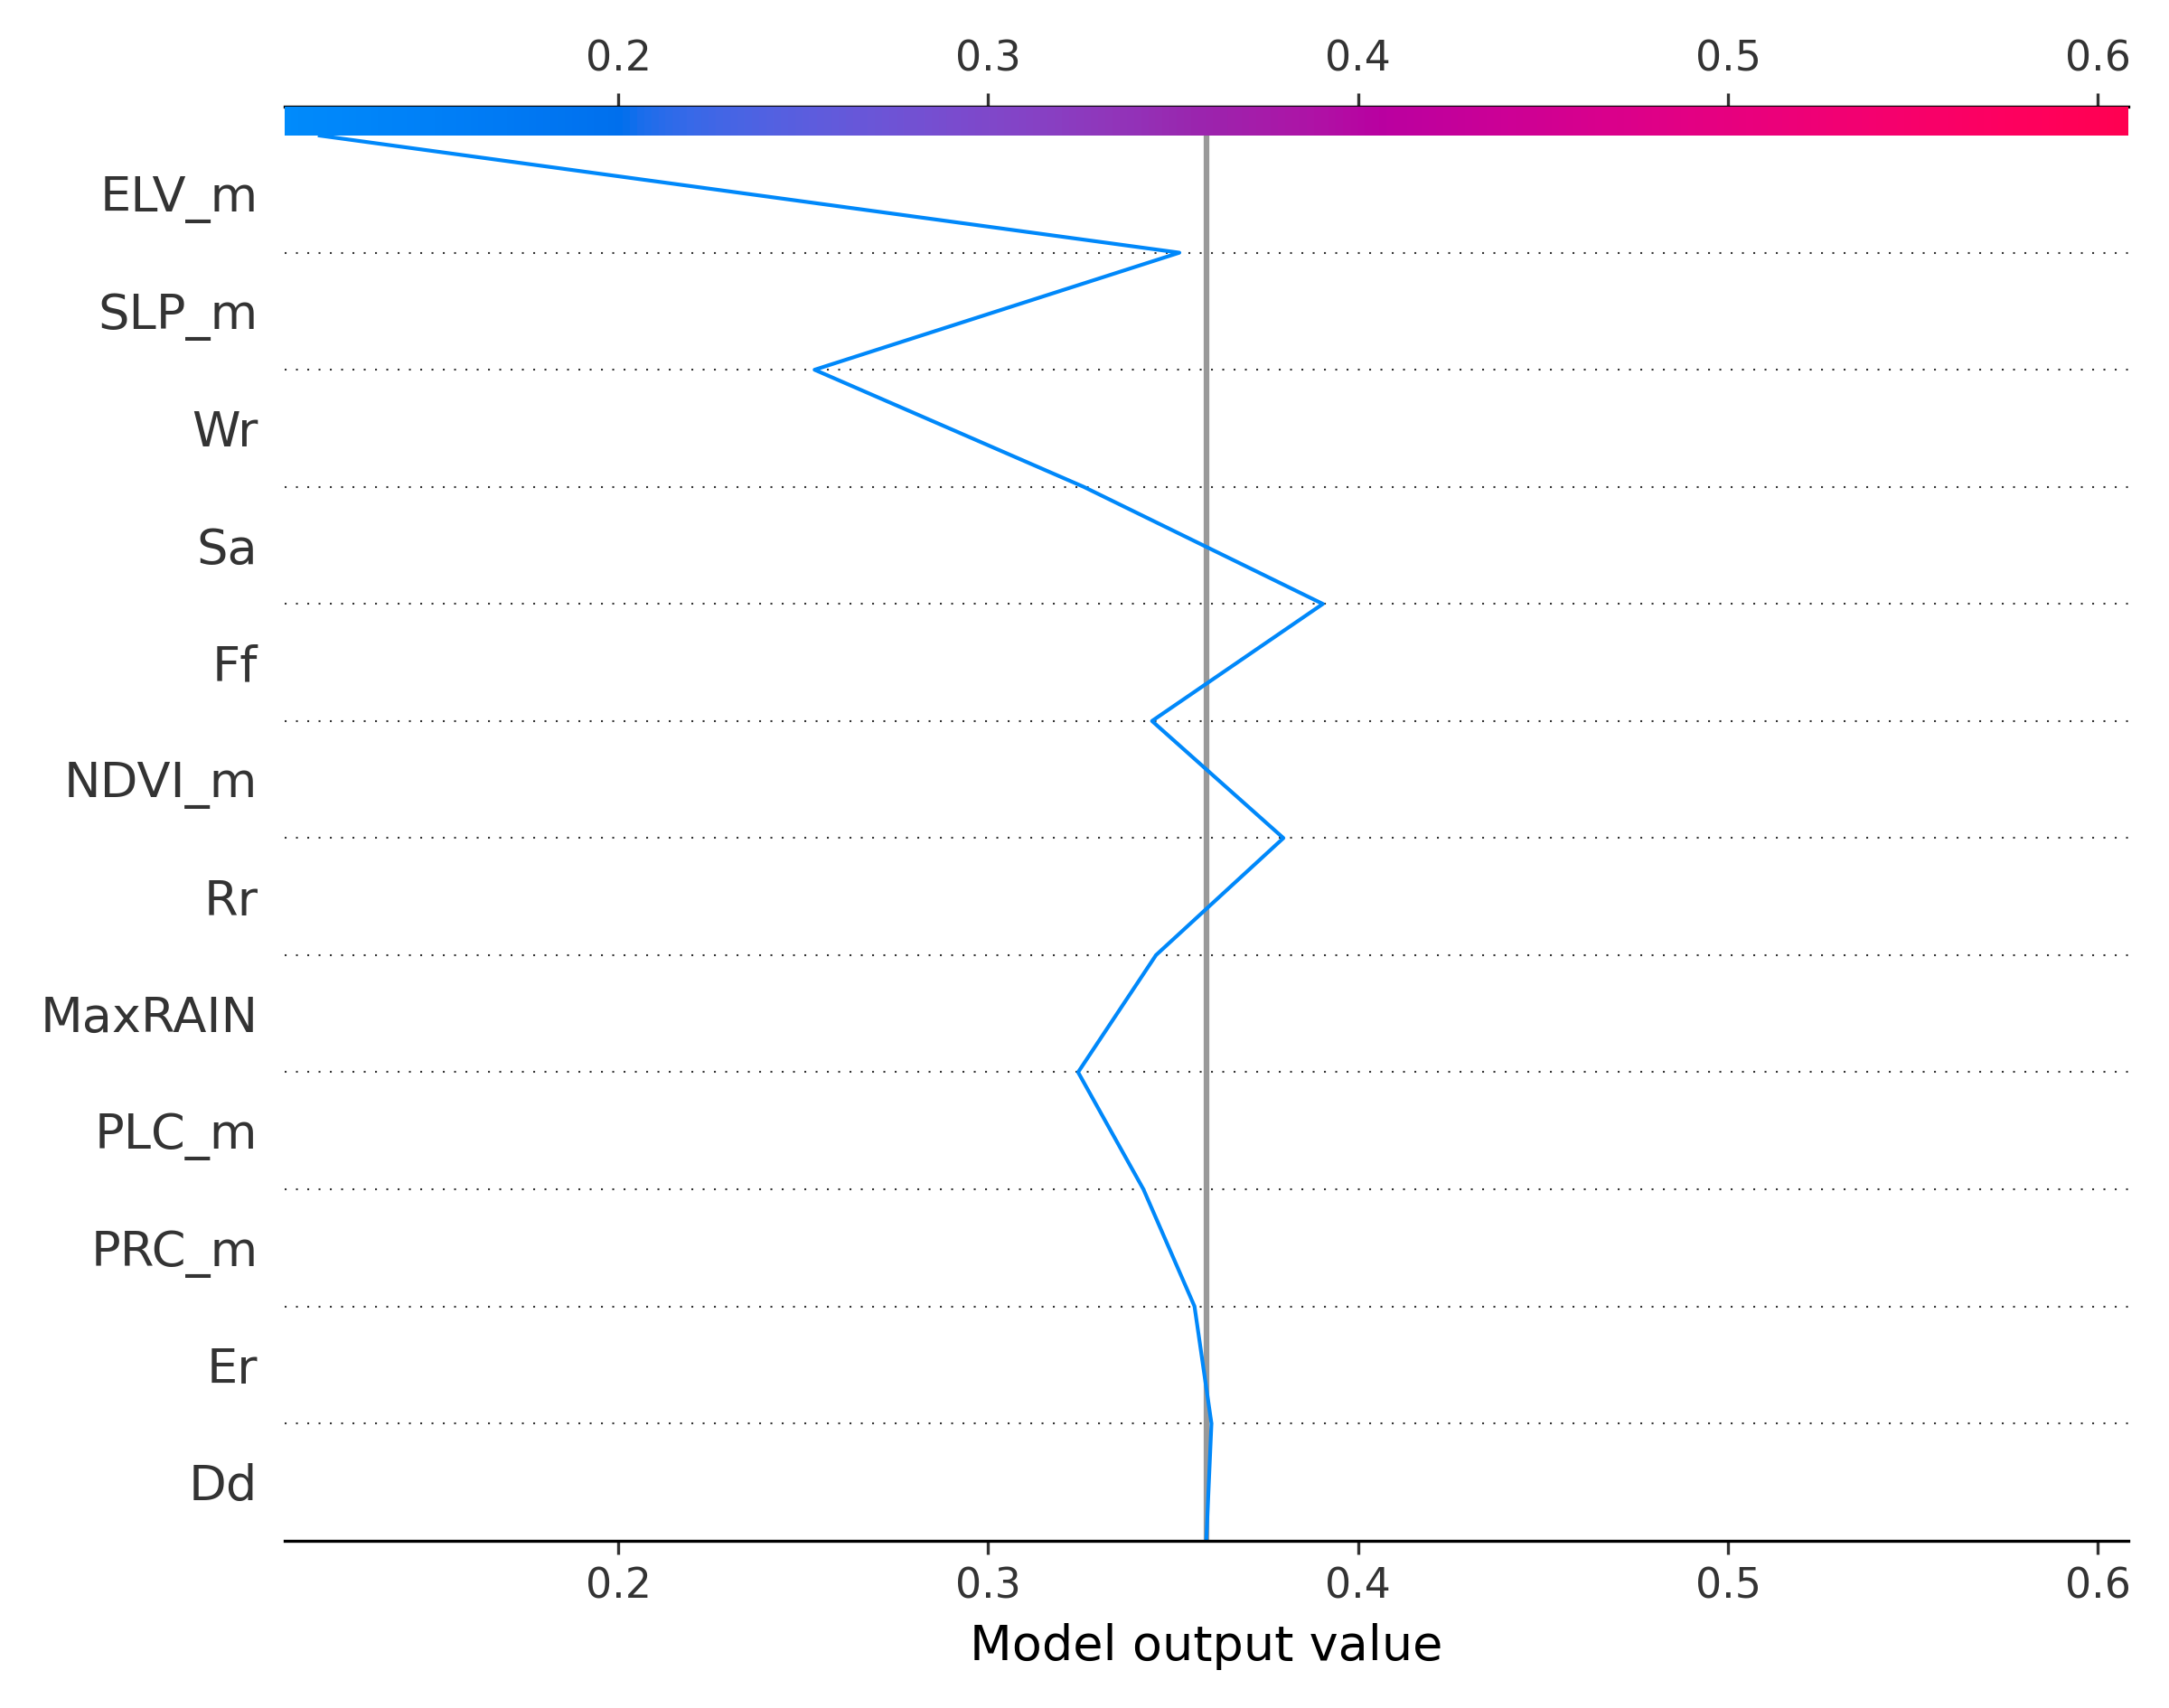 0.2 0.3 0.4 0.5 0.6
ELV_m
SLP_m
Wr
Sa
Ff
NDVI_m
Rr
MaxRAIN
PLC_m
PRC_m
Er
Dd
0.2 0.3 0.4 0.5 0.6
Model output value